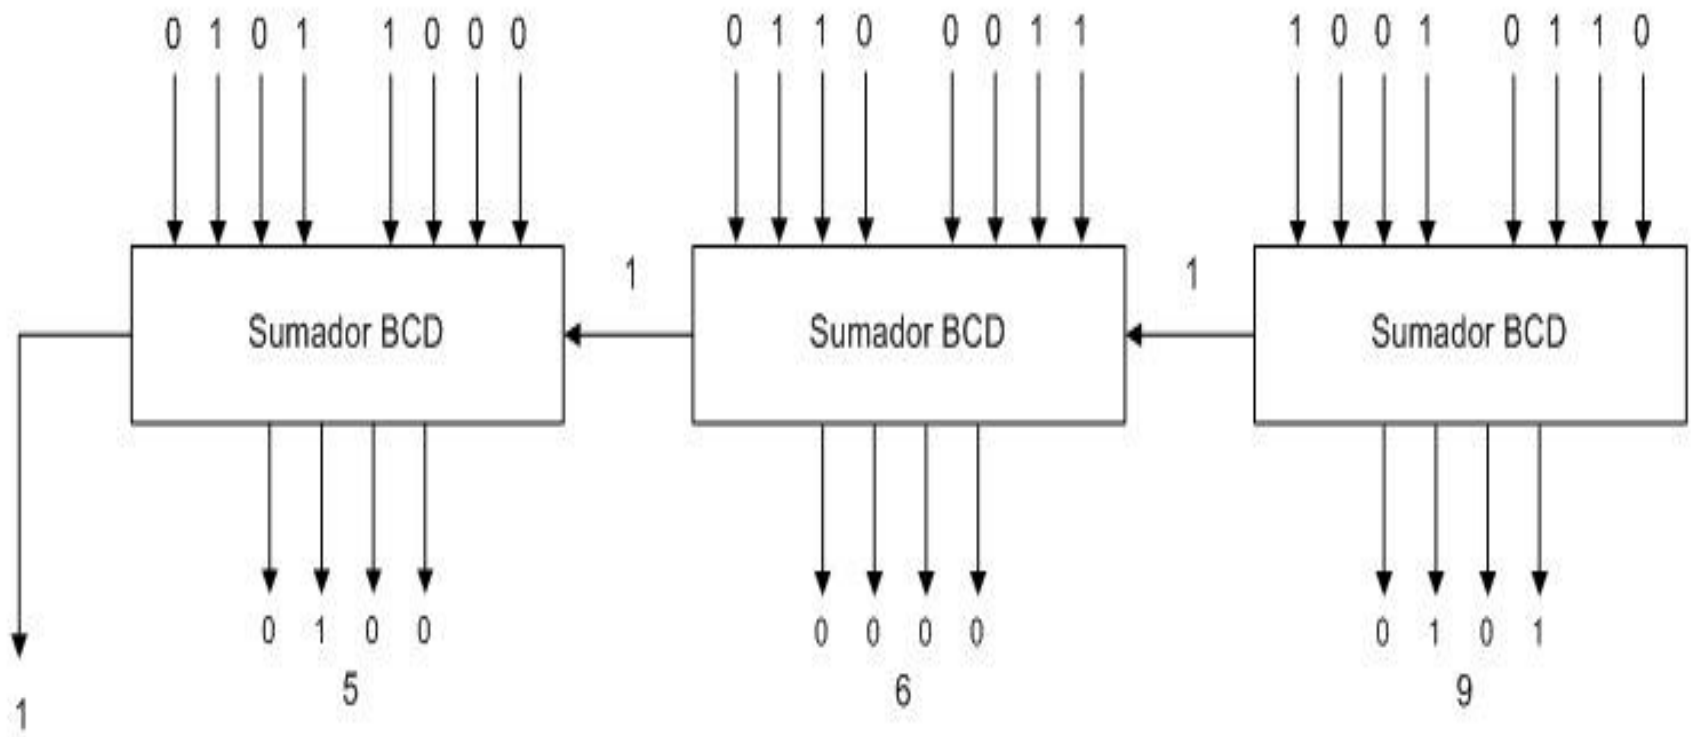 0 1 0 1 1 0 0 0 0 1 1 0 0 0 1 1 1 0 0 1 0 1 1 0
1 1
Sumador BCD Sumador BCD Sumador BCD
0 1 0 0 0 0 0 0 0 1 0 1
5 6 9
1